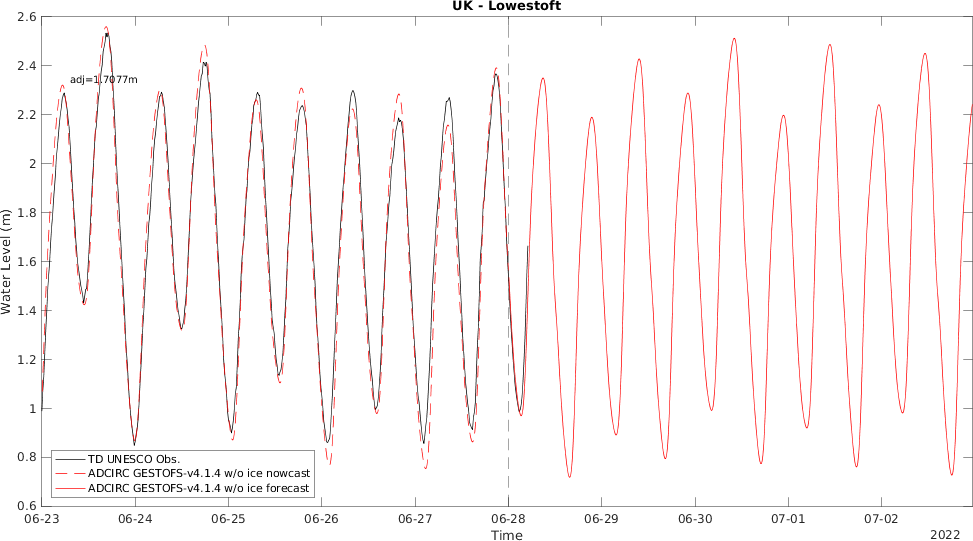 UK - Lowestoft
2.6
2.4
adj=1.7077m
2.2
2
1.8
Water Level (m)
1.6
1.4
1.2
1
0.8
TD UNESCO Obs.
ADCIRC GESTOFS-v4.1.4 w/o ice nowcast
ADCIRC GESTOFS-v4.1.4 w/o ice forecast
0.6
06-23 06-24 06-25 06-26 06-27 06-28 06-29 06-30 07-01 07-02
Time
2022